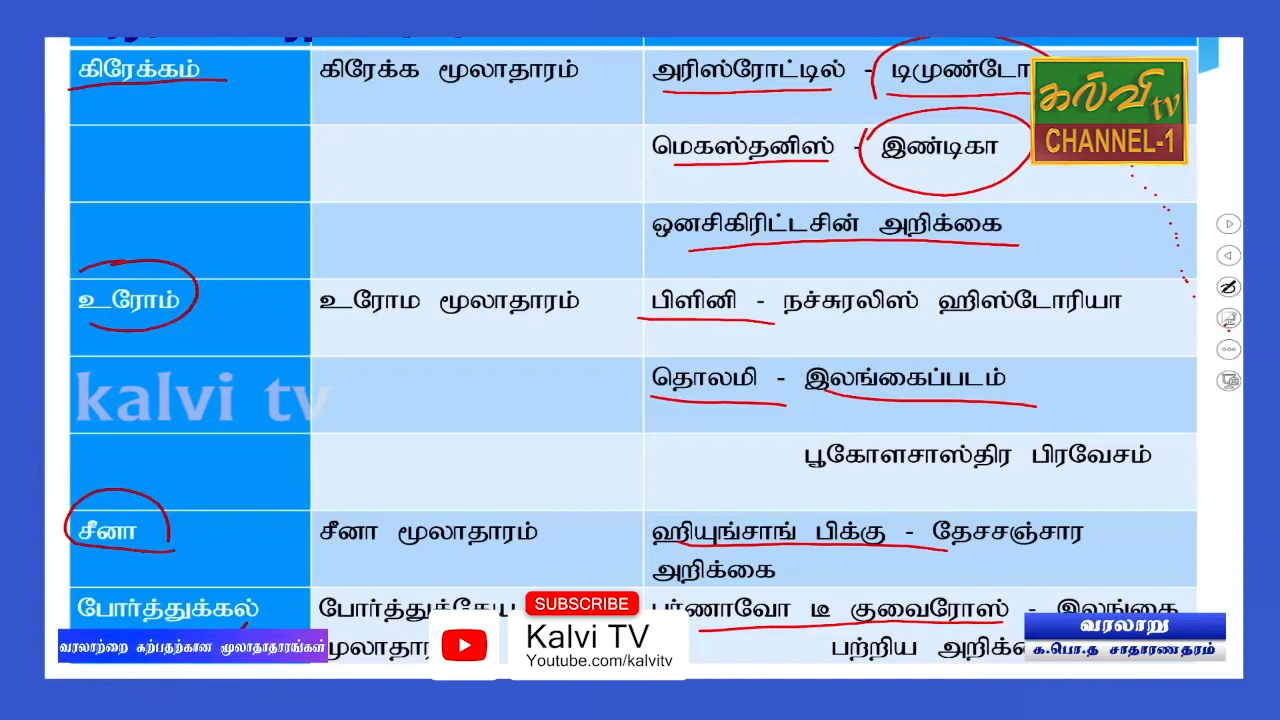 கிரேக்கம் கிரேக்க மூலாதாரம் அரிஸ்ரோட்டில் - டிமுண்டோ
கல்வி tv
CHANNEL-1
மெகஸ்தனிஸ் - இண்டிகா
ஒனசிகிரிட்டசின் அறிக்கை
உரோம் உரோம மூலாதாரம் பிளினி - நச்சுரலிஸ் ஹிஸ்டோரியா
kalvi tv
தொலமி - இலங்கைப்படம்
பூகோளசாஸ்திர பிரவேசம்
சீனா சீனா மூலாதாரம் ஹியுங்சாங் பிக்கு - தேசசஞ்சார
அறிக்கை
போர்த்துக்கல் டீ குவைரோஸ் - இலங்கை
பற்றிய
SUBSCRIBE
Kalvi TV
Youtube.com/kalvitv
வரலாற்றை கற்பதற்கான மூலாதாதாரங்கள்
வரலாறு
க.பொ.த சாதாரணதரம்